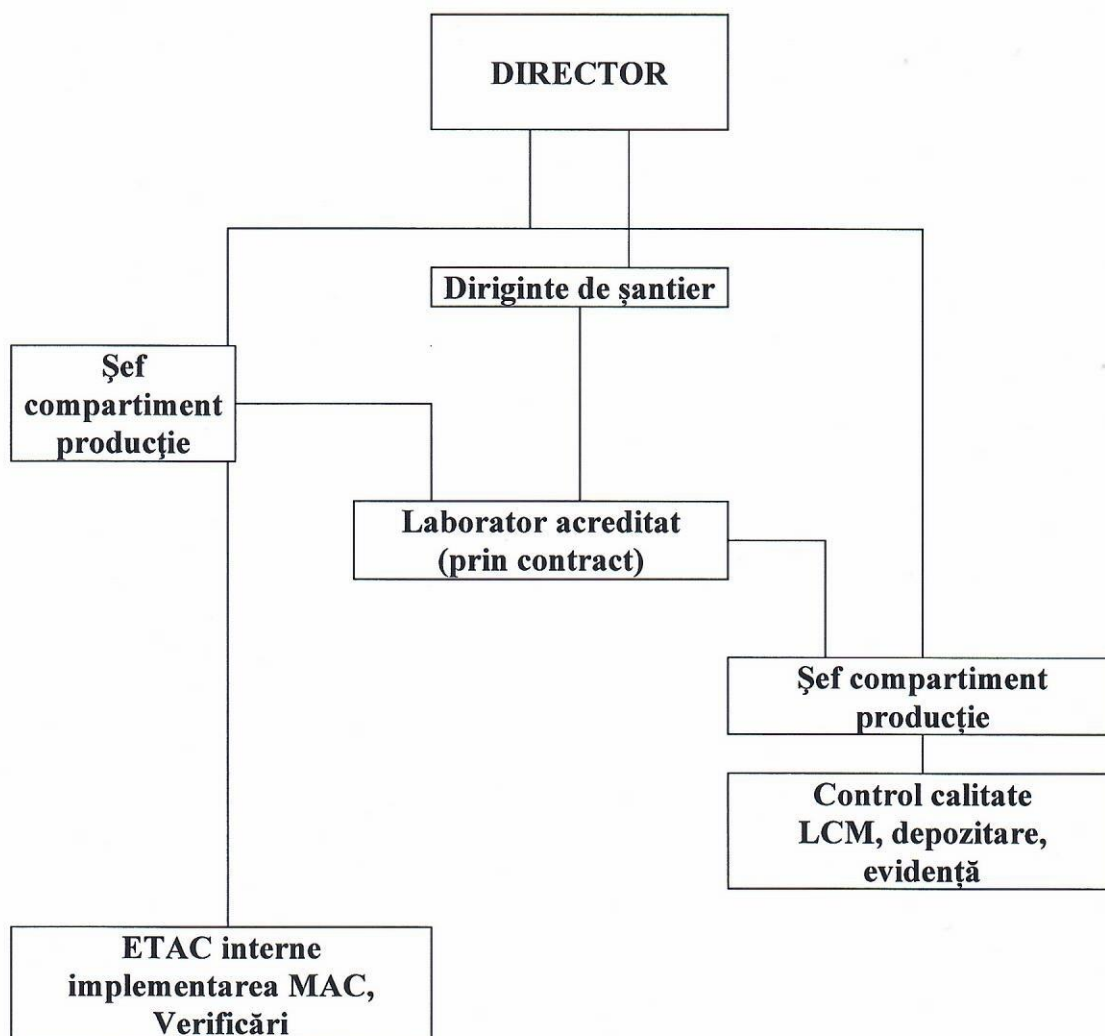 DIRECTOR
Diriginte de șantier
Şef
compartiment
producţie
Laborator acreditat
(prin contract)
Şef compartiment
producție
Control calitate
LCM, depozitare,
evidență
ETAC interne
implementarea MAC,
Verificări